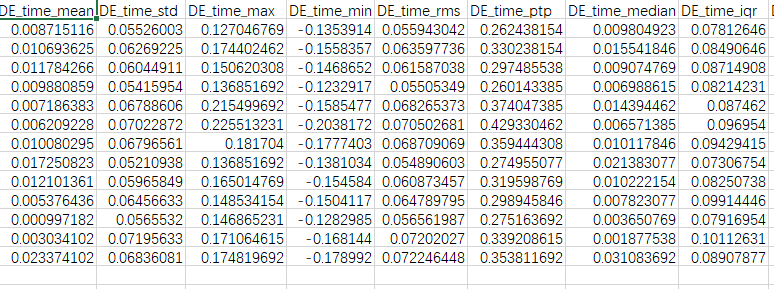 DE_time_mean DE_time_std DE_time_max DE_time_min DE_time_rms DE_time_ptp DE_time_median DE_time_iqr
0.008715116 0.05526003 0.127046769 -0.1353914 0.055943042 0.262438154 0.009804923 0.07812646
0.010693625 0.06269225 0.174402462 -0.1558357 0.063597736 0.330238154 0.015541846 0.08490646
0.011784266 0.06044911 0.150620308 -0.1468652 0.061587038 0.297485538 0.009074769 0.08714908
0.009880859 0.05415954 0.136851692 -0.1232917 0.05505349 0.260143385 0.006988615 0.08214231
0.007186383 0.06788606 0.215499692 -0.1585477 0.068265373 0.374047385 0.014394462 0.087462
0.006209228 0.07022872 0.225513231 -0.2038172 0.070502681 0.429330462 0.006571385 0.096954
0.010080295 0.06796561 0.181704 -0.1777403 0.068709069 0.359444308 0.010117846 0.09429415
0.017250823 0.05210938 0.136851692 -0.1381034 0.054890603 0.274955077 0.021383077 0.07306754
0.012101361 0.05965849 0.165014769 -0.154584 0.060873457 0.319598769 0.010222154 0.08250738
0.005376436 0.06456633 0.148534154 -0.1504117 0.064789795 0.298945846 0.007823077 0.09914446
0.000997182 0.0565532 0.146865231 -0.1282985 0.056561987 0.275163692 0.003650769 0.07916954
0.003034102 0.07195633 0.171064615 -0.168144 0.07202027 0.339208615 0.001877538 0.10112631
0.023374102 0.06836081 0.174819692 -0.178992 0.072246448 0.353811692 0.031083692 0.08907877